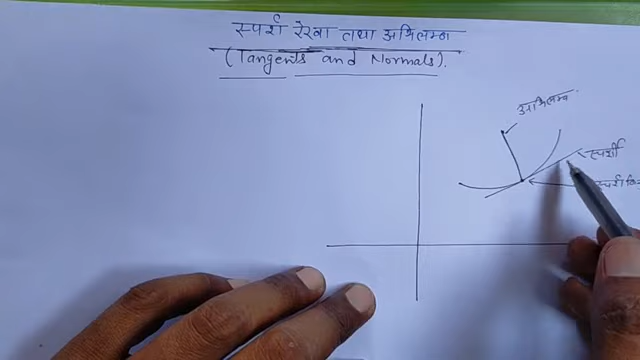 स्पर्श रेखा तथा अभिलम्ब
(Tangents and Normals).
अभिलम्ब
स्पर्शी